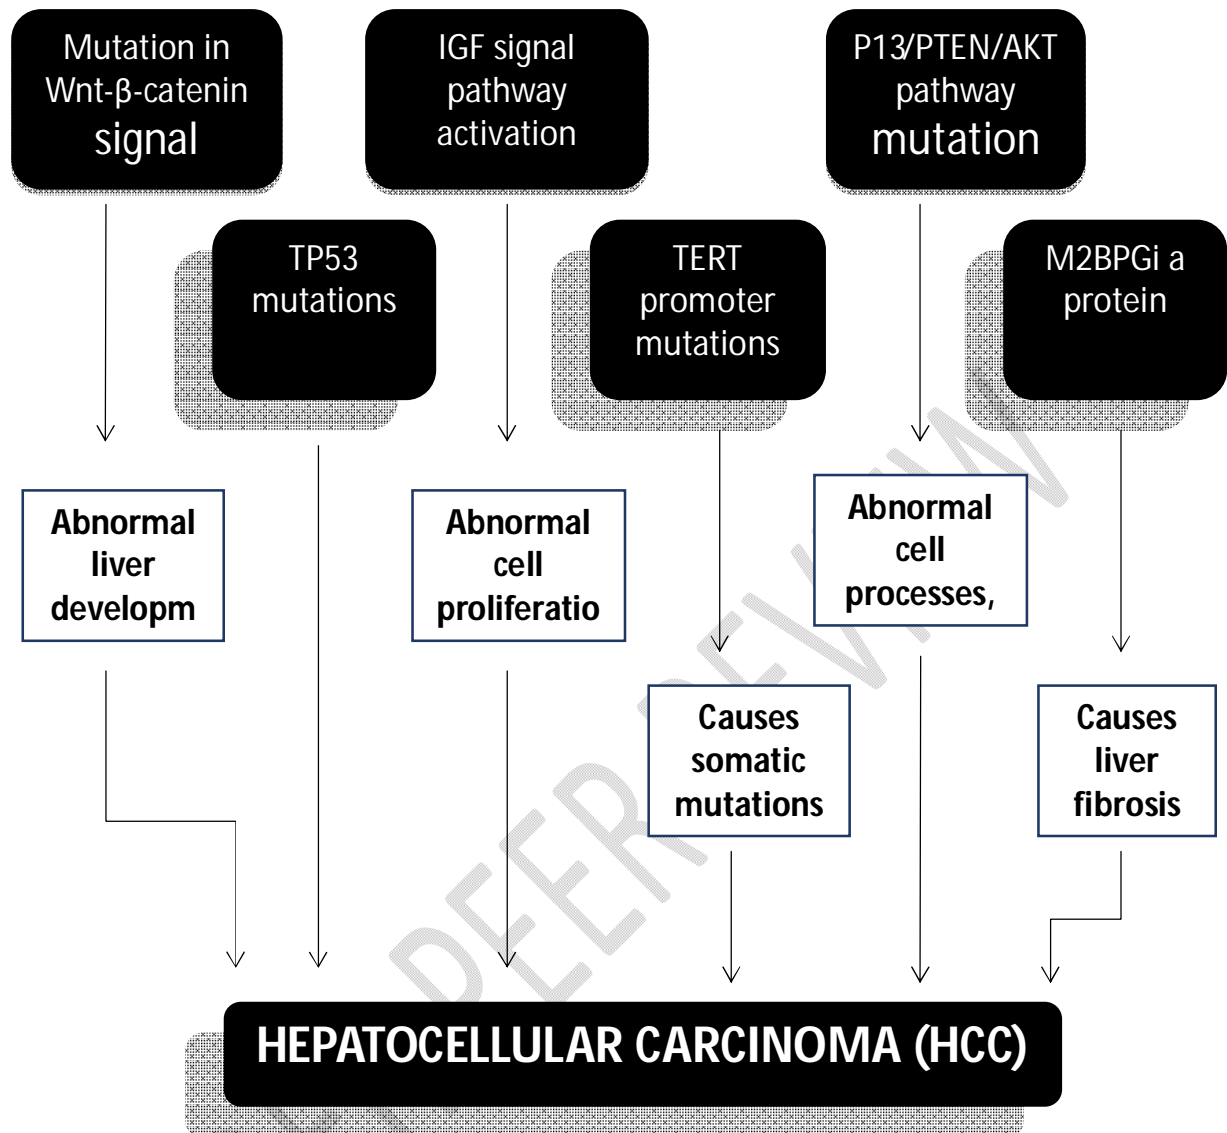 Mutation in
Wnt-β-catenin
signal
IGF signal
pathway
activation
P13/PTEN/AKT
pathway
mutation
TP53
mutations
TERT
promoter
mutations
M2BPGi a
protein
Abnormal
liver
developm
Abnormal
cell
proliferatio
Abnormal
cell
processes,
Causes
somatic
mutations
Causes
liver
fibrosis
HEPATOCELLULAR CARCINOMA (HCC)
PEER REVIEW